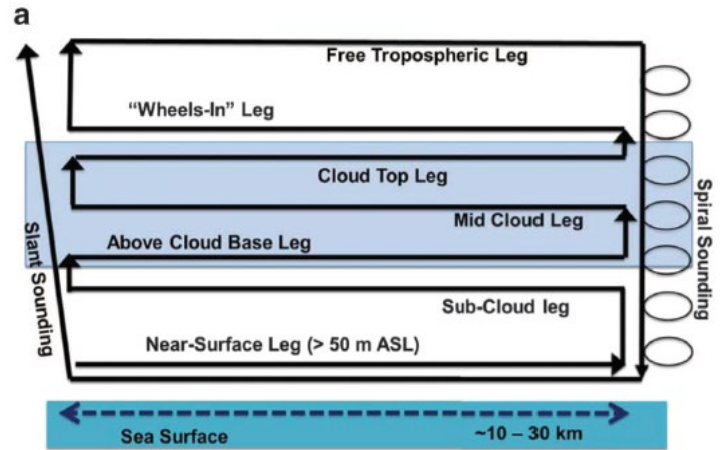 a
Free Tropospheric Leg
“Wheels-In” Leg
Cloud Top Leg
Mid Cloud Leg
Above Cloud Base Leg
Slant Sounding
Spiral Sounding
Sub-Cloud leg
Near-Surface Leg (> 50 m ASL)
Sea Surface
~10 – 30 km